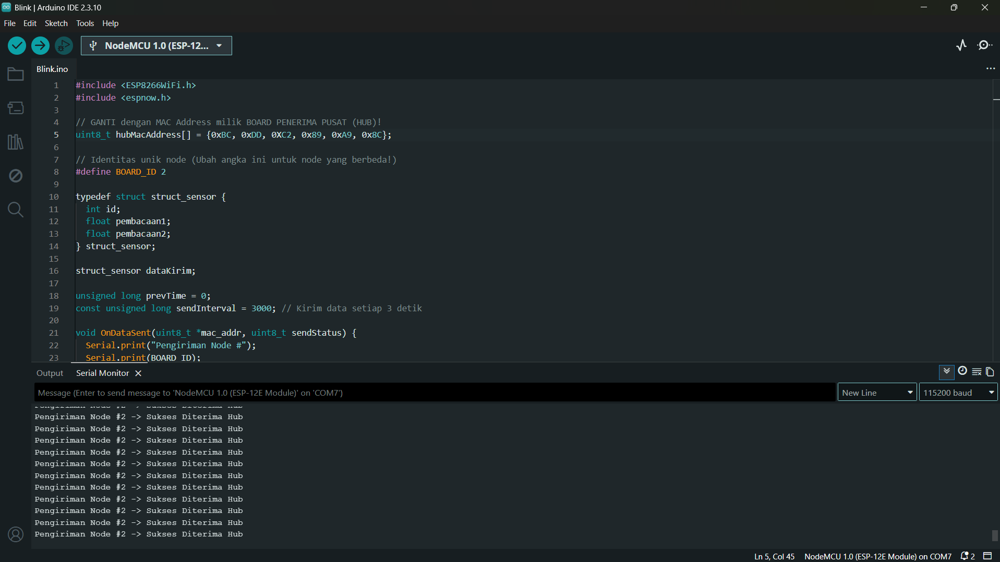 Blink | Arduino IDE 2.3.10
File Edit Sketch Tools Help
NodeMCU 1.0 (ESP-12...
Blink.ino
1 #include <ESP8266WiFi.h>
2 #include <espnow.h>
3
4 // GANTI dengan MAC Address milik BOARD PENERIMA PUSAT (HUB)!
5 uint8_t hubMacAddress[] = {0xBC, 0xDD, 0XC2, 0x89, 0xA9, 0x8C};
6
7 // Identitas unik node (Ubah angka ini untuk node yang berbeda!)
8 #define BOARD_ID 2
9
10 typedef struct struct_sensor {
11 int id;
12 float pembacaan1;
13 float pembacaan2;
14 } struct_sensor;
15
16 struct_sensor dataKirim;
17
18 unsigned long prevTime = 0;
19 const unsigned long sendInterval = 3000; // Kirim data setiap 3 detik
20
21 void OnDataSent(uint8_t *mac_addr, uint8_t sendStatus) {
22 Serial.print("Pengiriman Node #");
23 Serial.print(BOARD_ID);
Output Serial Monitor
Message (Enter to send message to 'NodeMCU 1.0 (ESP-12E Module)' on 'COM7') New Line 115200 baud
Pengiriman Node #2 -> Sukses Diterima Hub
Pengiriman Node #2 -> Sukses Diterima Hub
Pengiriman Node #2 -> Sukses Diterima Hub
Pengiriman Node #2 -> Sukses Diterima Hub
Pengiriman Node #2 -> Sukses Diterima Hub
Pengiriman Node #2 -> Sukses Diterima Hub
Pengiriman Node #2 -> Sukses Diterima Hub
Pengiriman Node #2 -> Sukses Diterima Hub
Pengiriman Node #2 -> Sukses Diterima Hub
Pengiriman Node #2 -> Sukses Diterima Hub
Pengiriman Node #2 -> Sukses Diterima Hub
Pengiriman Node #2 -> Sukses Diterima Hub
Ln 5, Col 45 NodeMCU 1.0 (ESP-12E Module) on COM7 2